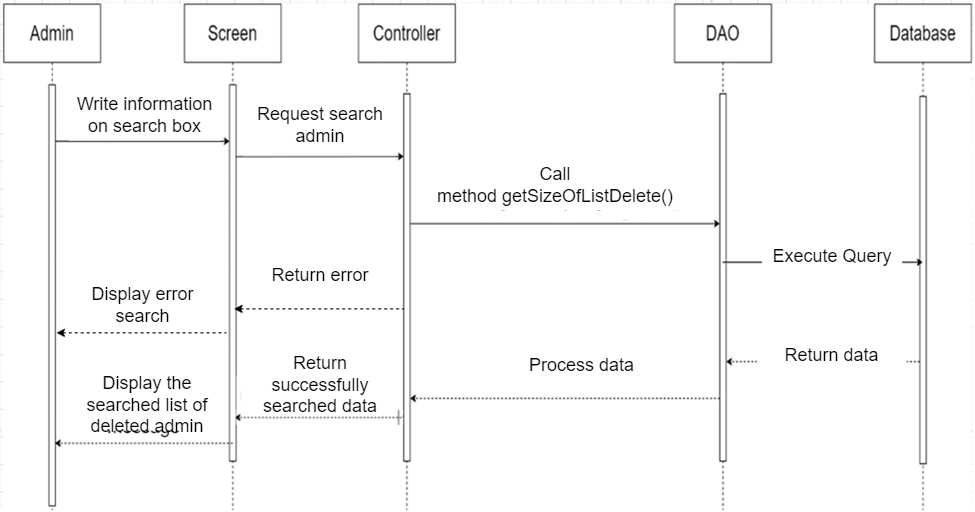 Admin
Screen
Controller
DAO
Database
Write information
on search box
Request search
admin
Call
method getSizeOfListDelete()
Execute Query
Return error
Display error
search
Return data
Process data
Return
successfully
searched data
Display the
searched list of
deleted admin